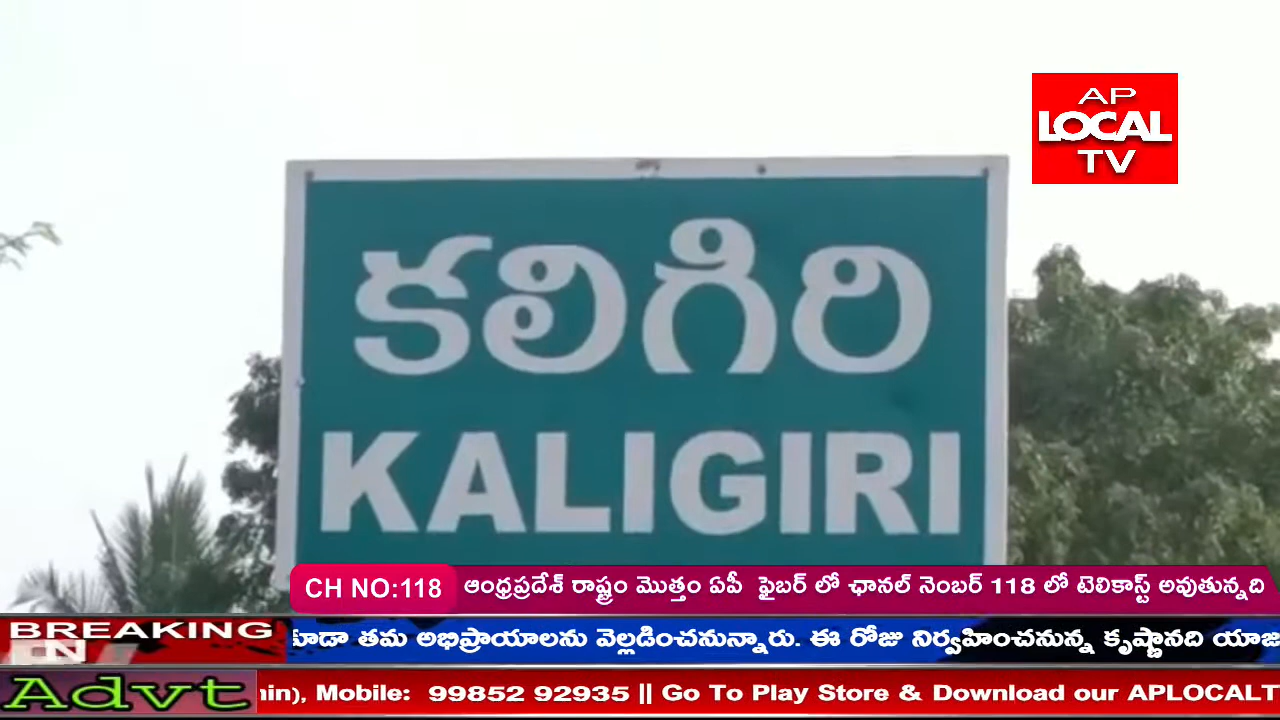 AP
LOCAL
TV
కలిగిరి
KALIGIRI
CH NO:118 ఆంధ్రప్రదేశ్ రాష్ట్రం మొత్తం ఏపీ ఫైబర్ లో ఛానల్ నెంబర్ 118 లో టెలికాస్ట్ అవుతున్నది
BREAKING తమ అభిప్రాయాలను వెల్లడించనున్నారు. ఈ రోజు నిర్వహించనున్న కృష్ణానది
Advt Mobile: 99852 92935 || Go To Play Store & Download our APLOCALT